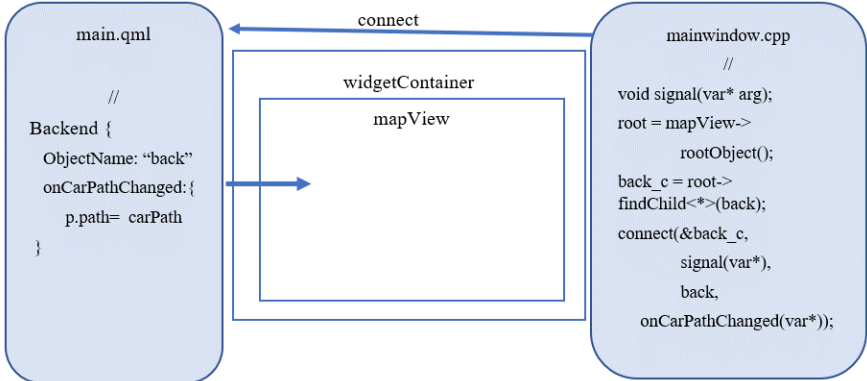 main.qml
//
Backend {
ObjectName: “back”
onCarPathChanged:{
p.path= carPath
}
connect
widgetContainer
mapView
mainwindow.cpp
//
void signal(var* arg);
root = mapView->
rootObject();
back_c = root->
findChild<*>(back);
connect(&back_c,
signal(var*),
back,
onCarPathChanged(var*));